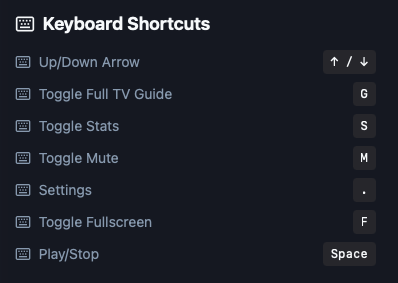 Keyboard Shortcuts
Up/Down Arrow ↑ / ↓
Toggle Full TV Guide G
Toggle Stats S
Toggle Mute M
Settings .
Toggle Fullscreen F
Play/Stop Space